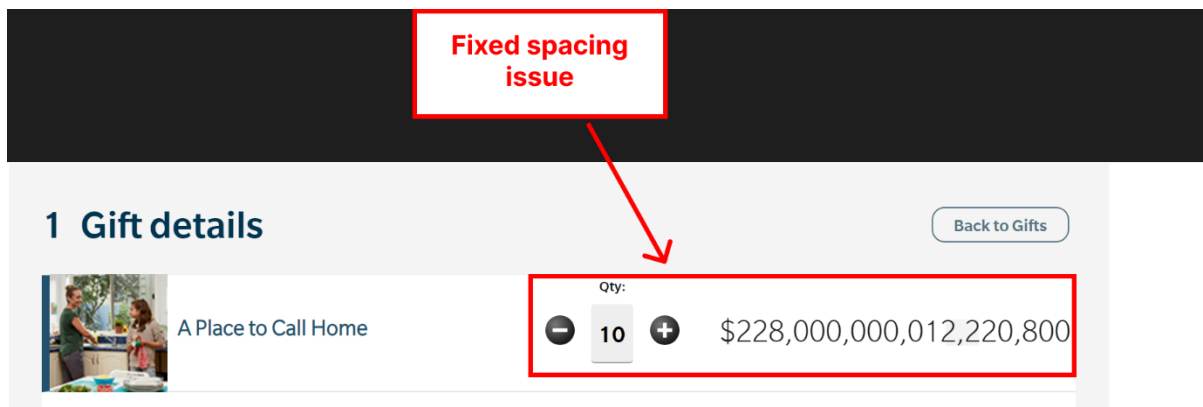 Fixed spacing
issue
1 Gift details
Back to Gifts
Qty:
A Place to Call Home
10
$228,000,000,012,220,800